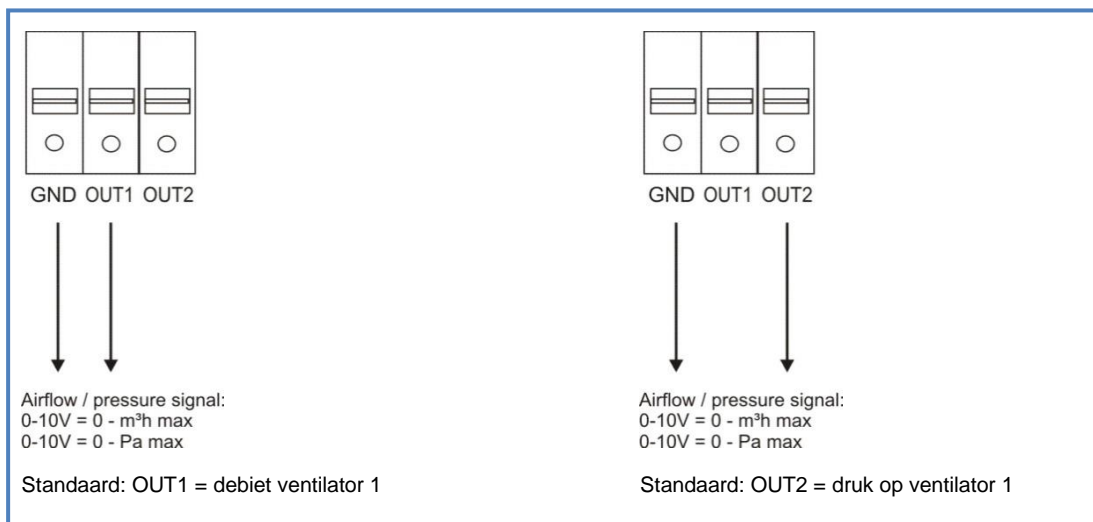 GND OUT1 OUT2
Airflow / pressure signal:
0-10V = 0 - m³h max
0-10V = 0 - Pa max
Standaard: OUT1 = debiet ventilator 1
GND OUT1 OUT2
Airflow / pressure signal:
0-10V = 0 - m³h max
0-10V = 0 - Pa max
Standaard: OUT2 = druk op ventilator 1